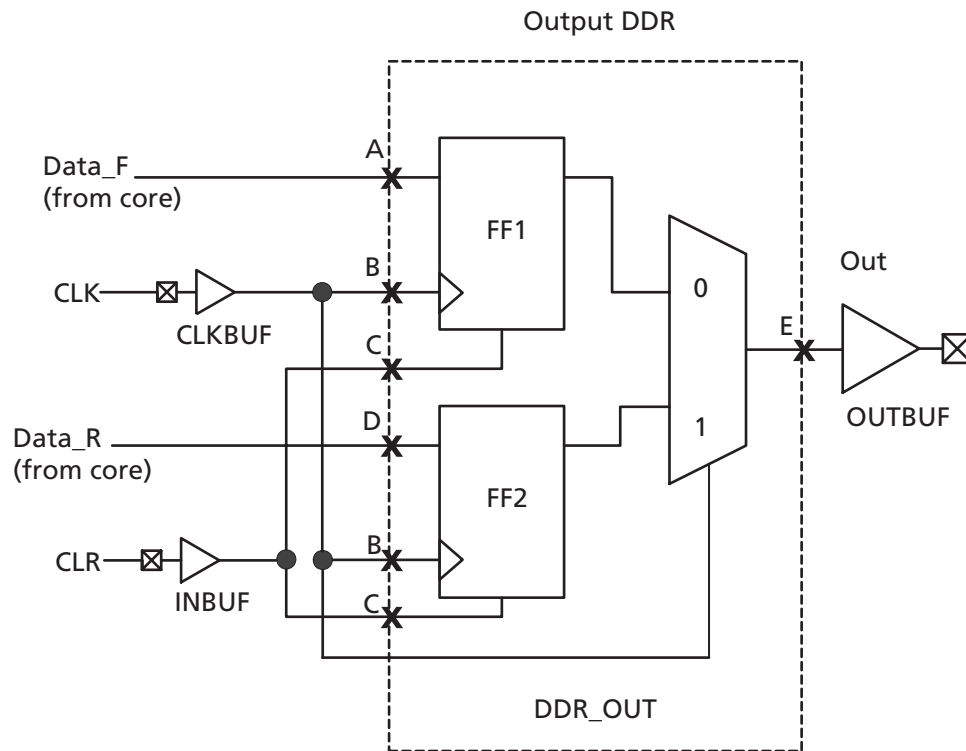 Output DDR
A
Data_F
(from core)
FF1
B
CLK
CLKBUF
0
Out
C
E
D
Data_R
(from core)
1
OUTBUF
FF2
B
CLR
INBUF
C
DDR_OUT